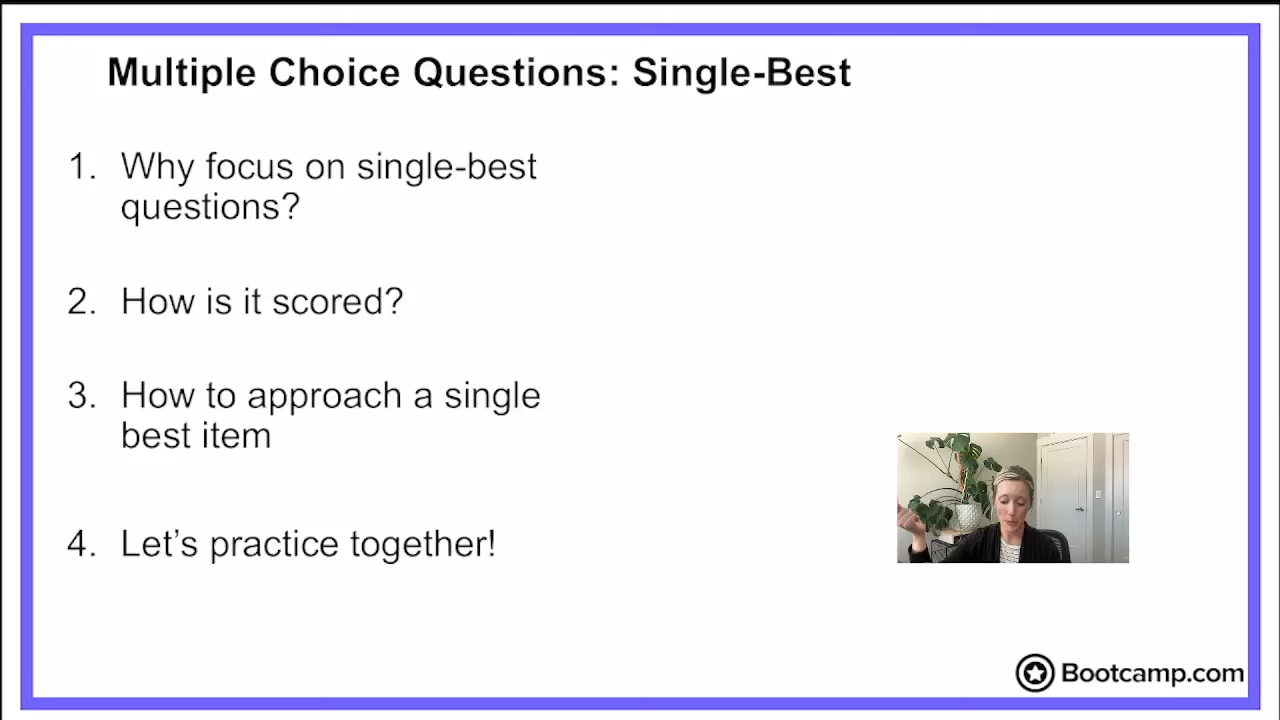 Multiple Choice Questions: Single-Best
1. Why focus on single-best
questions?
2. How is it scored?
3. How to approach a single
best item
4. Let’s practice together!
Bootcamp.com